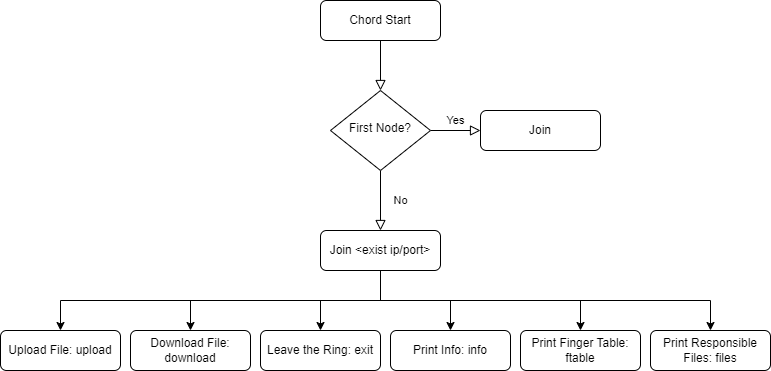 Chord Start
First Node?
Yes
Join
No
Join <exist ip/port>
Upload File: upload
Download File:
download
Leave the Ring: exit
Print Info: info
Print Finger Table:
ftable
Print Responsible
Files: files